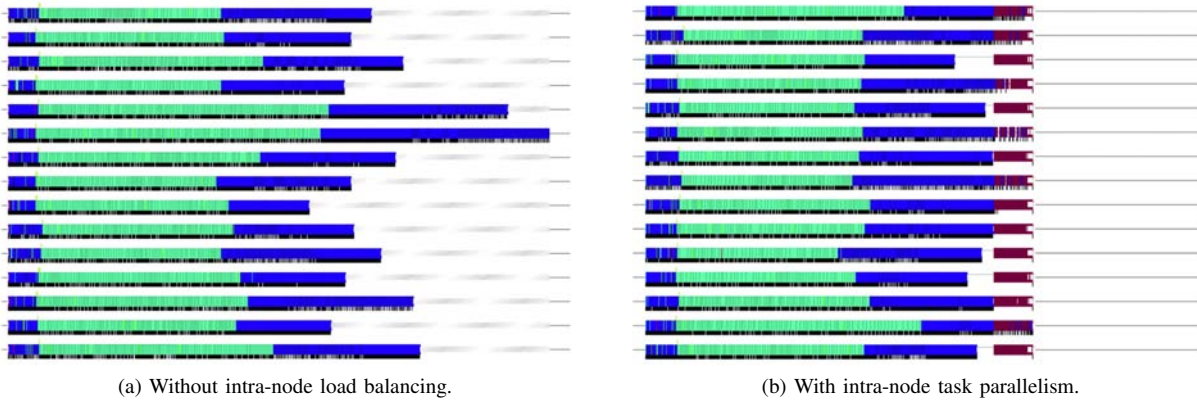 (a) Without intra-node load balancing.
(b) With intra-node task parallelism.